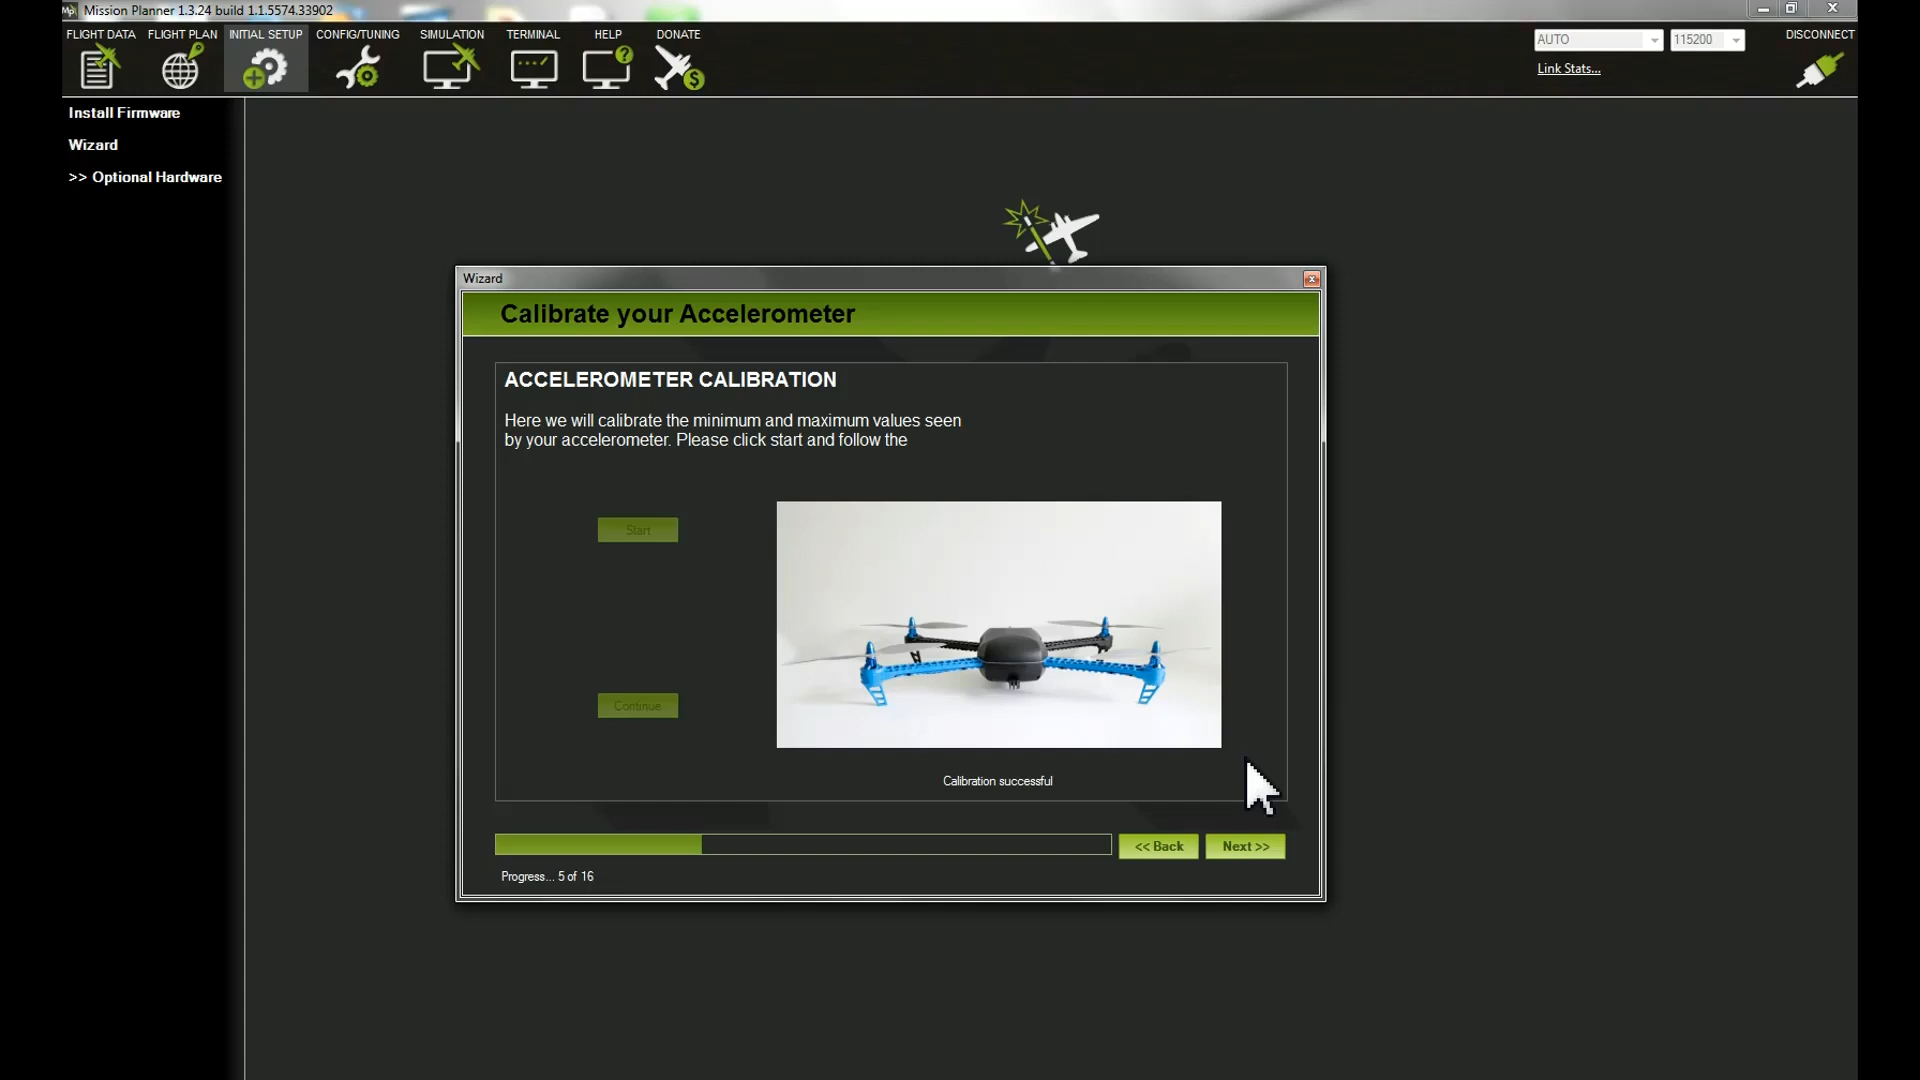 Mission Planner 1.3.24 build 1.1.5574.33902
FLIGHT DATA FLIGHT PLAN INITIAL SETUP CONFIG/TUNING SIMULATION TERMINAL HELP DONATE
AUTO 115200 DISCONNECT
Link Stats...
Install Firmware
Wizard
>> Optional Hardware
Wizard
Calibrate your Accelerometer
ACCELEROMETER CALIBRATION
Here we will calibrate the minimum and maximum values seen
by your accelerometer. Please click start and follow the
Start
Continue
Calibration successful
<< Back Next >>
Progress... 5 of 16